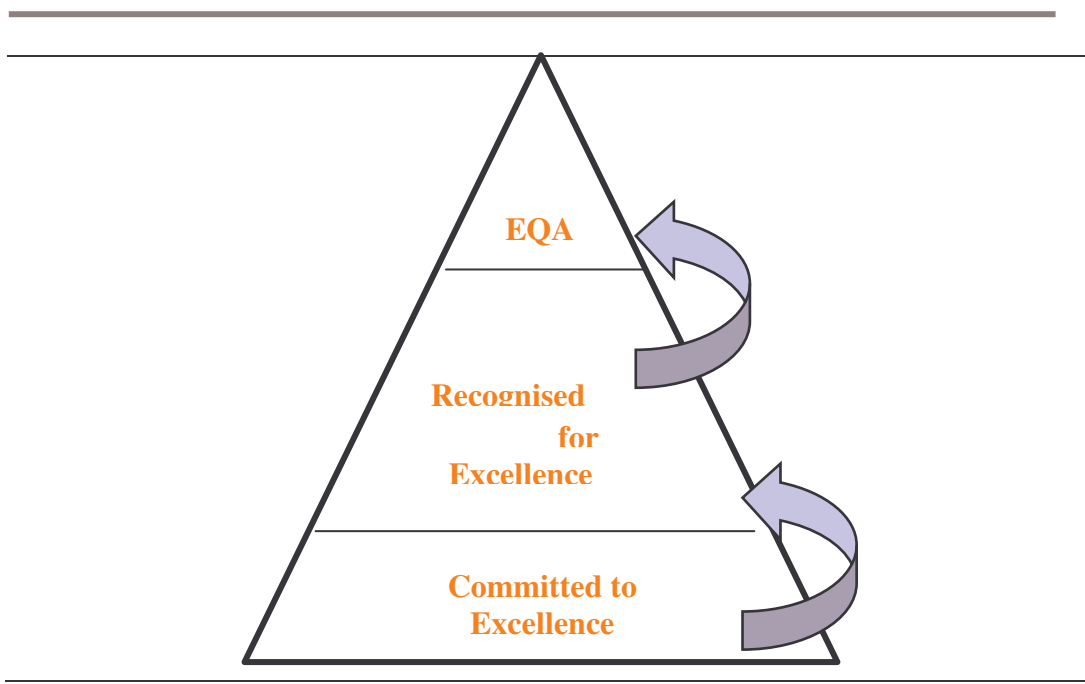 EQA
Recognised
for
Excellence
Committed to
Excellence